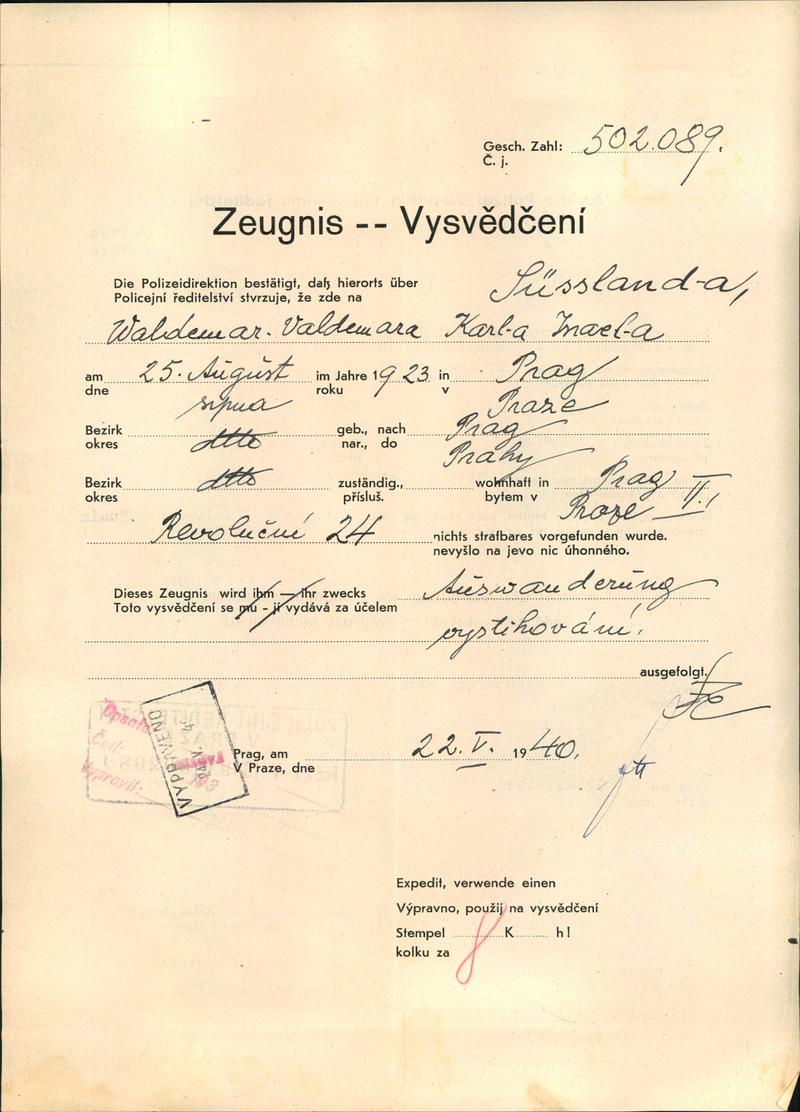 Gesch. Zahl: 502.089.
Č. j.
Zeugnis -- Vysvědčení
Die Polizeidirektion bestätigt, daß hierorts über
Policejní ředitelství stvrzuje, že zde na
Süssland-a,
Waldemar-Valdemara Karl-a Israel-a
am 25. August im Jahre 1923 in Prag
dne srpna roku v Praze
Bezirk dtto geb., nach Prag
okres nar., do Prahy
Bezirk dtto zuständig., wohnhaft in Prag
okres přísluš. bytem v Praze II.,
Revoluční 24 nichts strafbares vorgefunden wurde.
nevyšlo na jevo nic úhonného.
Dieses Zeugnis wird ihm — ihr zwecks Auswanderung
Toto vysvědčení se mu - jí vydává za účelem
vystěhování.
ausgefolgt.
VYPRAVENO
Opsal:
Četl:
Vypravil:
Prag, am 22. V. 1940.
V Praze, dne
Expedit, verwende einen
Výpravno, použij na vysvědčení
Stempel 8 K h!
kolku za